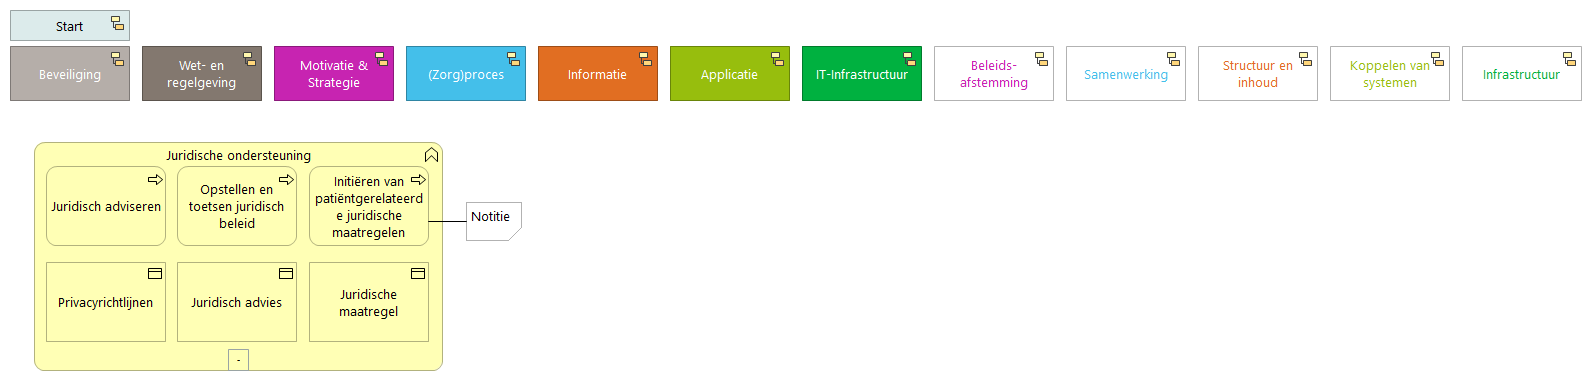 Start
Beveiliging
Wet- en
regelgeving
Motivatie &
Strategie
(Zorg)proces
Informatie
Applicatie
IT-Infrastructuur
Beleids-
afstemming
Samenwerking
Structuur en
inhoud
Koppelen van
systemen
Infrastructuur
Juridische ondersteuning
Juridisch adviseren
Opstellen en
toetsen juridisch
beleid
Initiëren van
patiëntgerelateerd
e juridische
maatregelen
Notitie
Privacyrichtlijnen
Juridisch advies
Juridische
maatregel
-